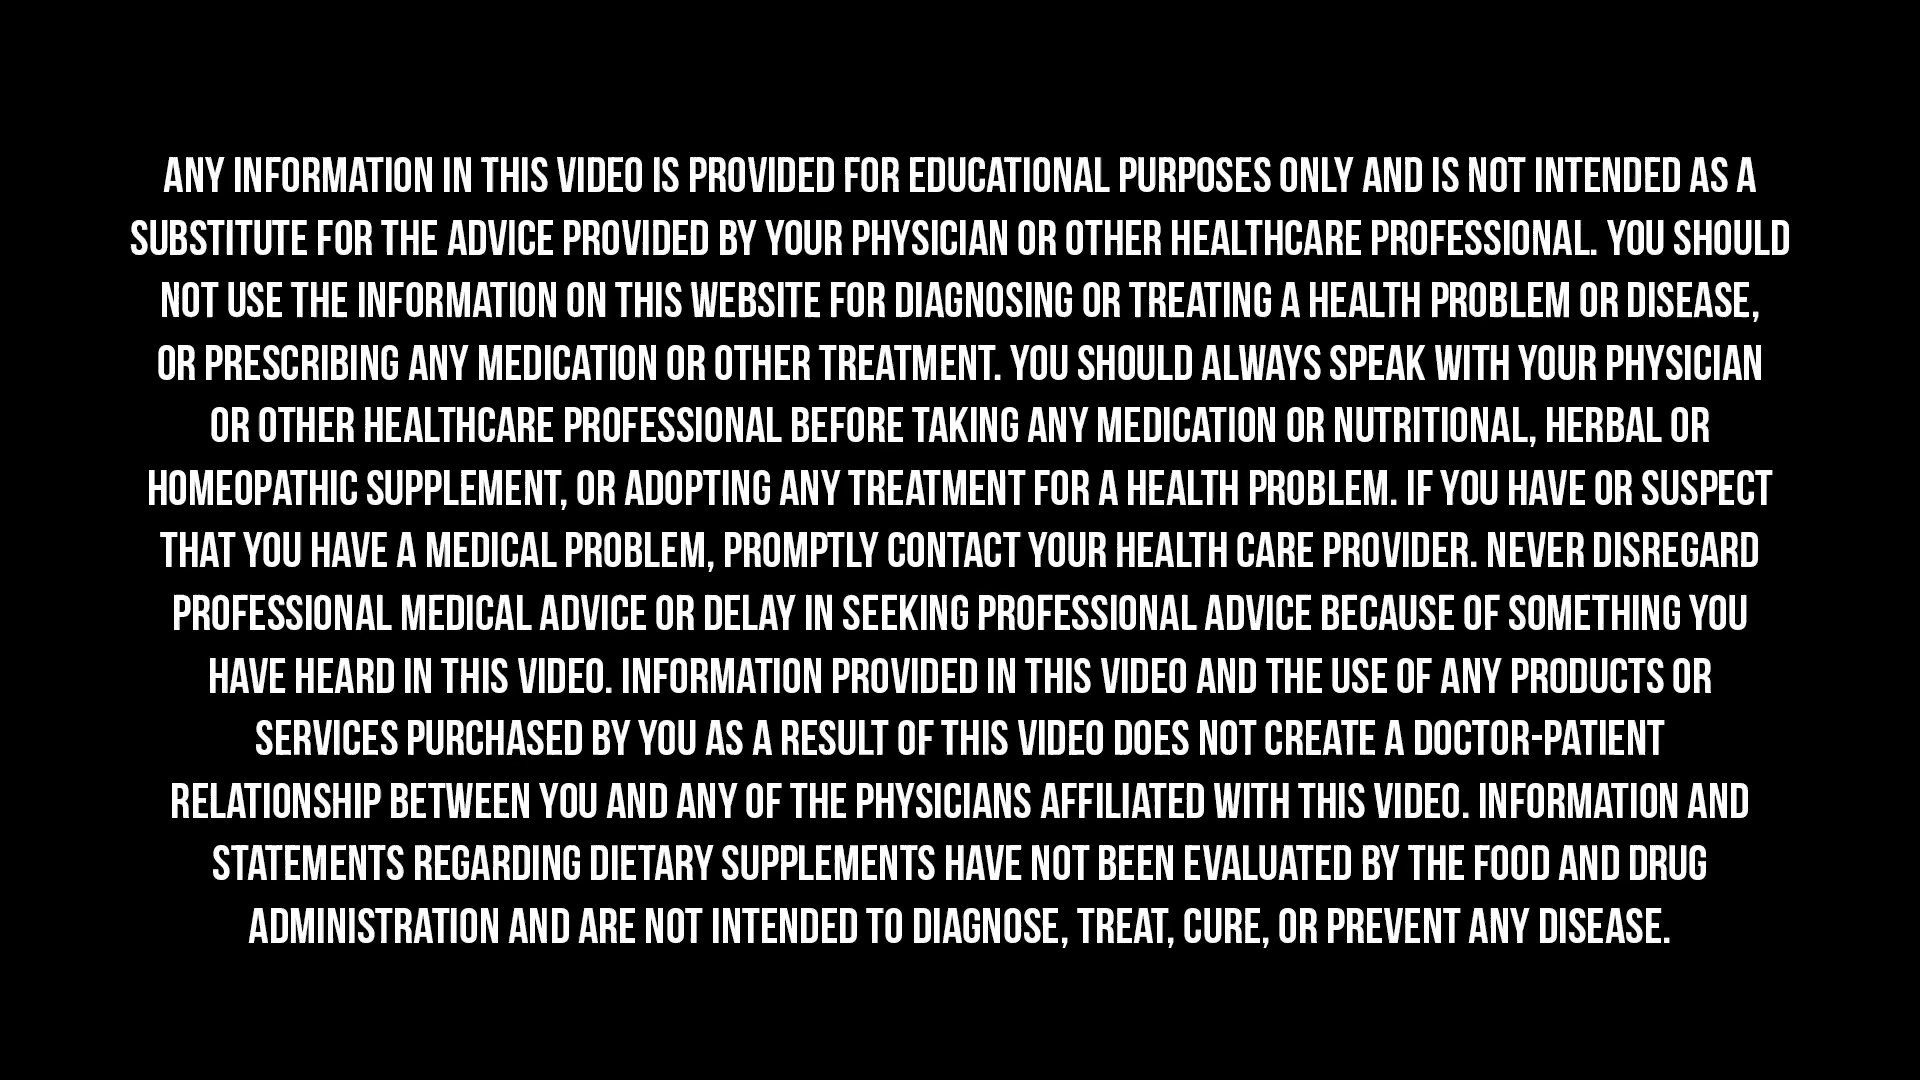 ANY INFORMATION IN THIS VIDEO IS PROVIDED FOR EDUCATIONAL PURPOSES ONLY AND IS NOT INTENDED AS A
SUBSTITUTE FOR THE ADVICE PROVIDED BY YOUR PHYSICIAN OR OTHER HEALTHCARE PROFESSIONAL. YOU SHOULD
NOT USE THE INFORMATION ON THIS WEBSITE FOR DIAGNOSING OR TREATING A HEALTH PROBLEM OR DISEASE,
OR PRESCRIBING ANY MEDICATION OR OTHER TREATMENT. YOU SHOULD ALWAYS SPEAK WITH YOUR PHYSICIAN
OR OTHER HEALTHCARE PROFESSIONAL BEFORE TAKING ANY MEDICATION OR NUTRITIONAL, HERBAL OR
HOMEOPATHIC SUPPLEMENT, OR ADOPTING ANY TREATMENT FOR A HEALTH PROBLEM. IF YOU HAVE OR SUSPECT
THAT YOU HAVE A MEDICAL PROBLEM, PROMPTLY CONTACT YOUR HEALTH CARE PROVIDER. NEVER DISREGARD
PROFESSIONAL MEDICAL ADVICE OR DELAY IN SEEKING PROFESSIONAL ADVICE BECAUSE OF SOMETHING YOU
HAVE HEARD IN THIS VIDEO. INFORMATION PROVIDED IN THIS VIDEO AND THE USE OF ANY PRODUCTS OR
SERVICES PURCHASED BY YOU AS A RESULT OF THIS VIDEO DOES NOT CREATE A DOCTOR-PATIENT
RELATIONSHIP BETWEEN YOU AND ANY OF THE PHYSICIANS AFFILIATED WITH THIS VIDEO. INFORMATION AND
STATEMENTS REGARDING DIETARY SUPPLEMENTS HAVE NOT BEEN EVALUATED BY THE FOOD AND DRUG
ADMINISTRATION AND ARE NOT INTENDED TO DIAGNOSE, TREAT, CURE, OR PREVENT ANY DISEASE.